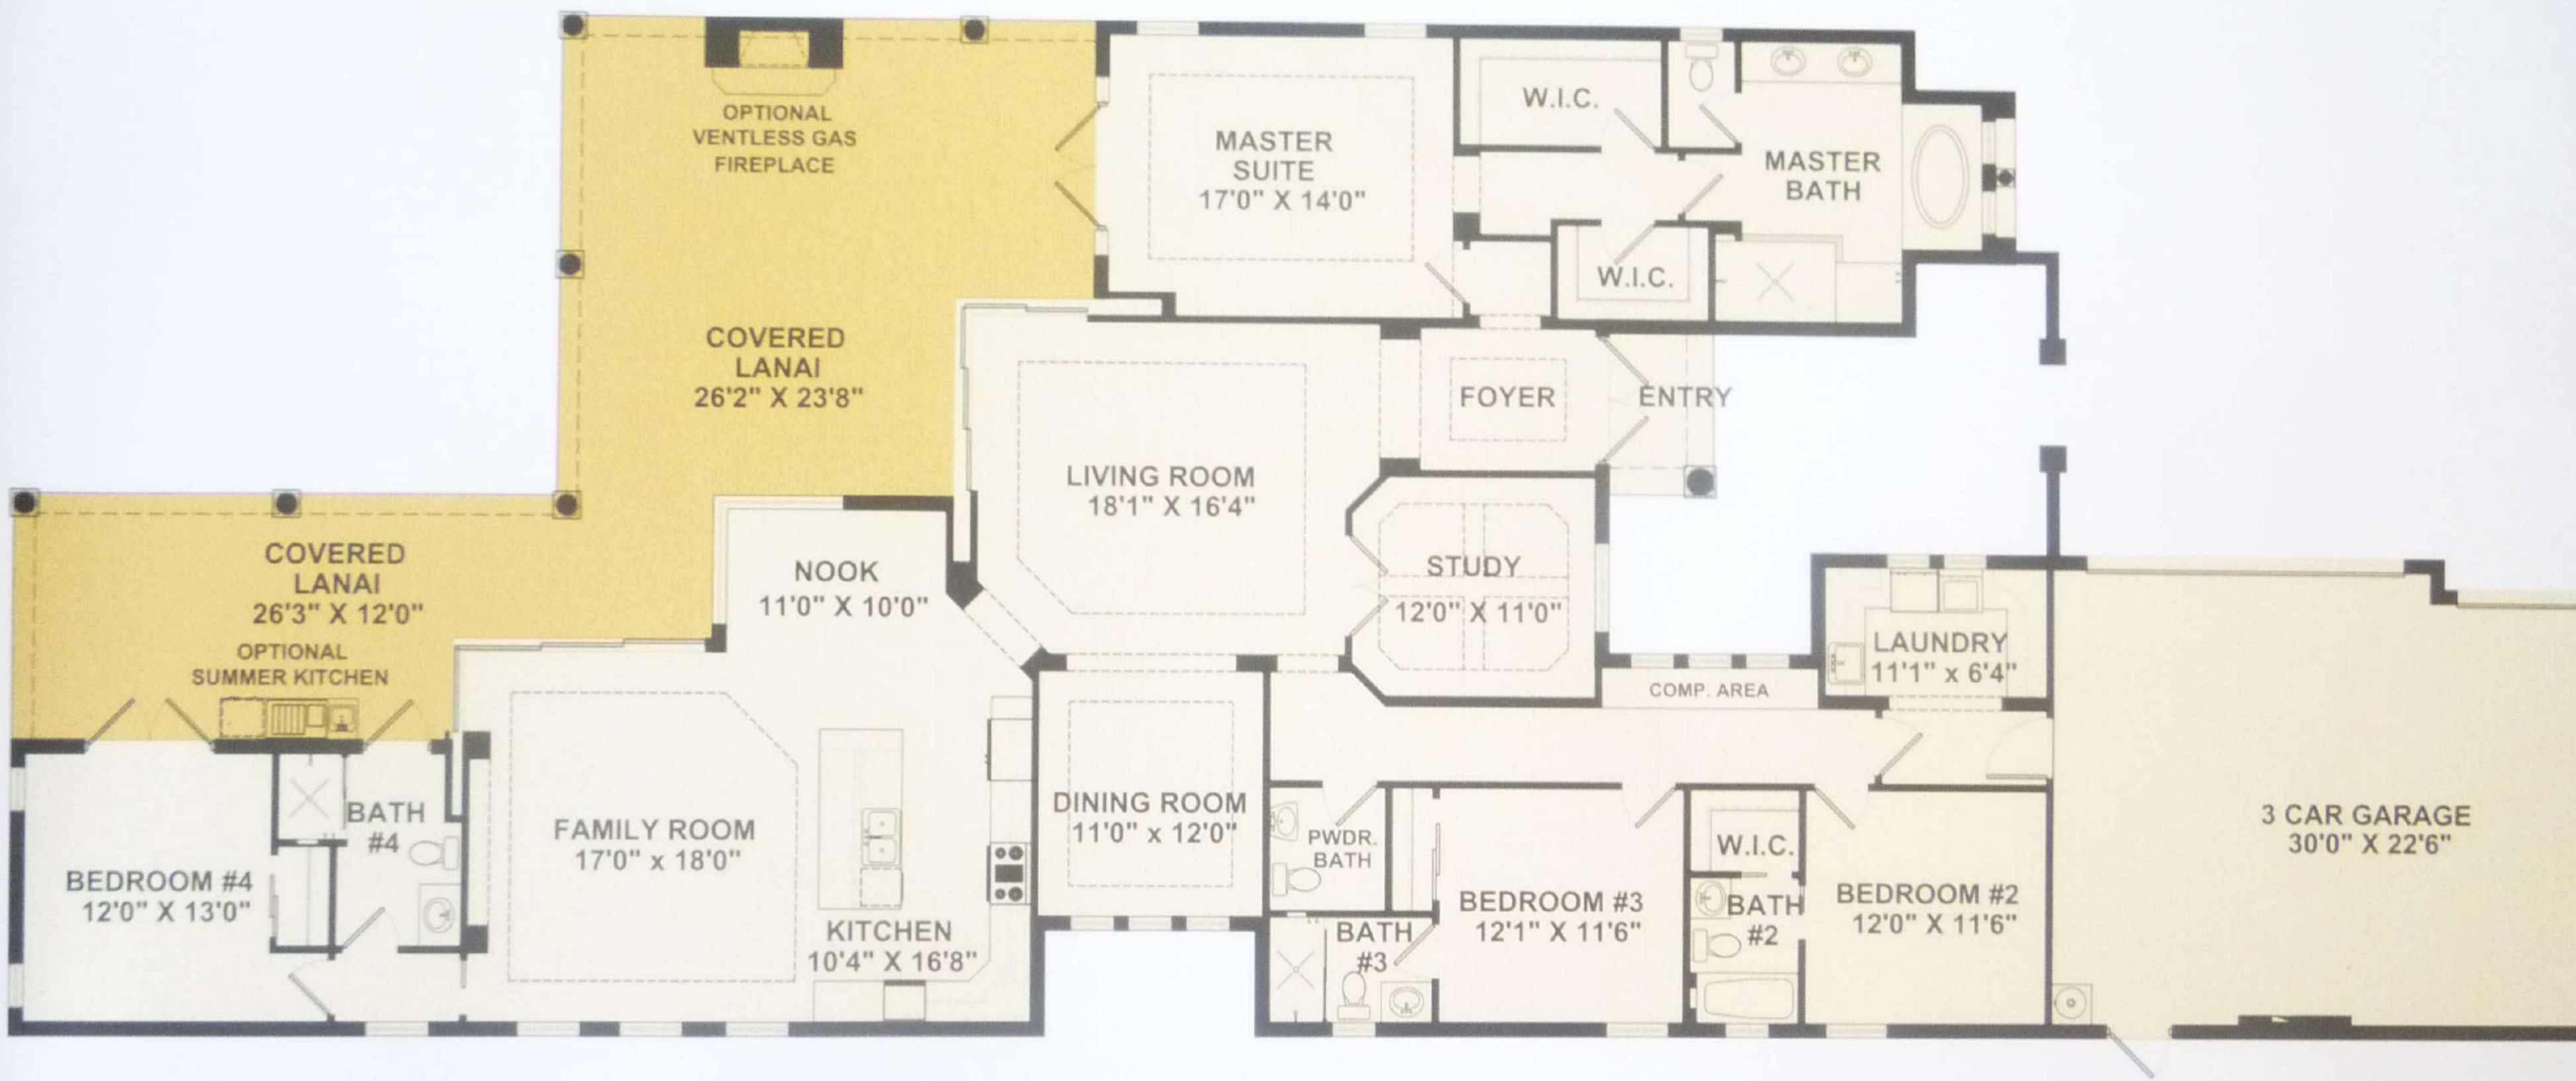 OPTIONAL
VENTLESS GAS
FIREPLACE
COVERED
LANAI
26'2" X 23'8"
MASTER
SUITE
17'0" X 14'0"
W.I.C.
MASTER
BATH
W.I.C.
FOYER
ENTRY
LIVING ROOM
18'1" X 16'4"
STUDY
12'0" X 11'0"
COVERED
LANAI
26'3" X 12'0"
OPTIONAL
SUMMER KITCHEN
NOOK
11'0" X 10'0"
LAUNDRY
11'1" x 6'4"
COMP. AREA
BATH
#4
BEDROOM #4
12'0" X 13'0"
FAMILY ROOM
17'0" x 18'0"
KITCHEN
10'4" X 16'8"
DINING ROOM
11'0" x 12'0"
PWDR.
BATH
BATH
#3
BEDROOM #3
12'1" X 11'6"
W.I.C.
BATH
#2
BEDROOM #2
12'0" X 11'6"
3 CAR GARAGE
30'0" X 22'6"